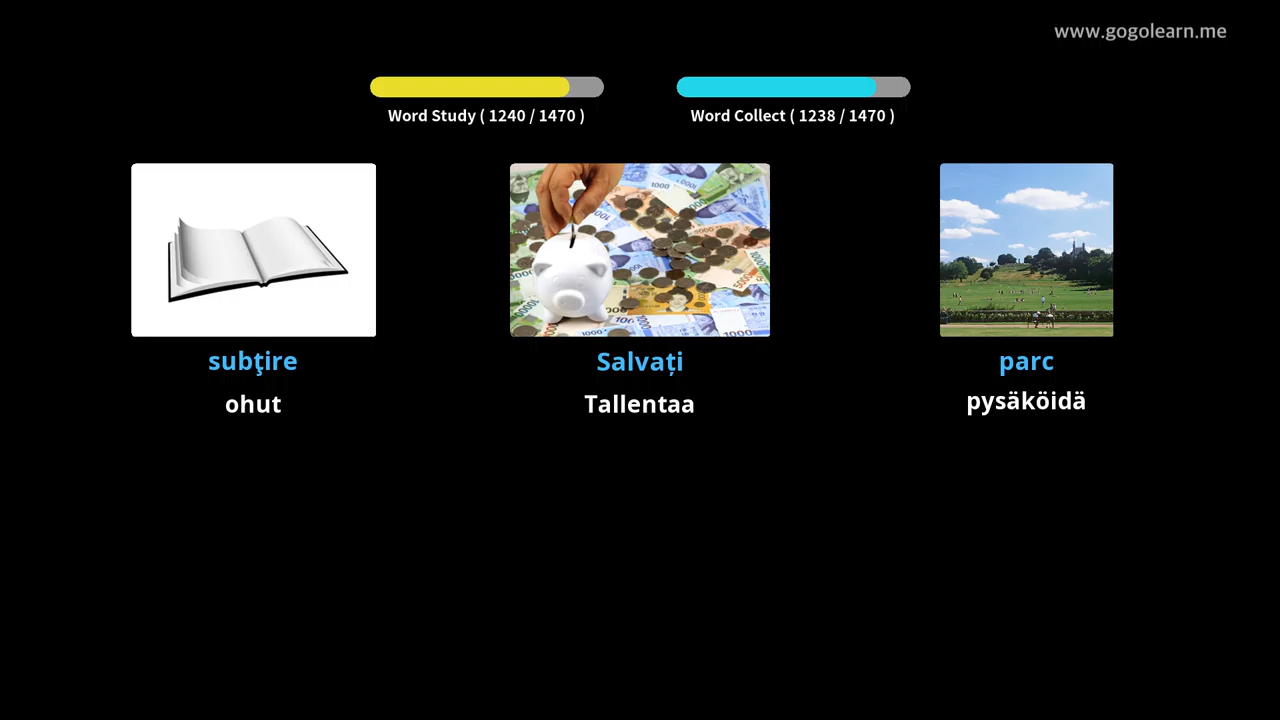 www.gogolearn.me
Word Study ( 1240 / 1470 )
Word Collect ( 1238 / 1470 )
subţire
Salvați
parc
ohut
Tallentaa
pysäköidä